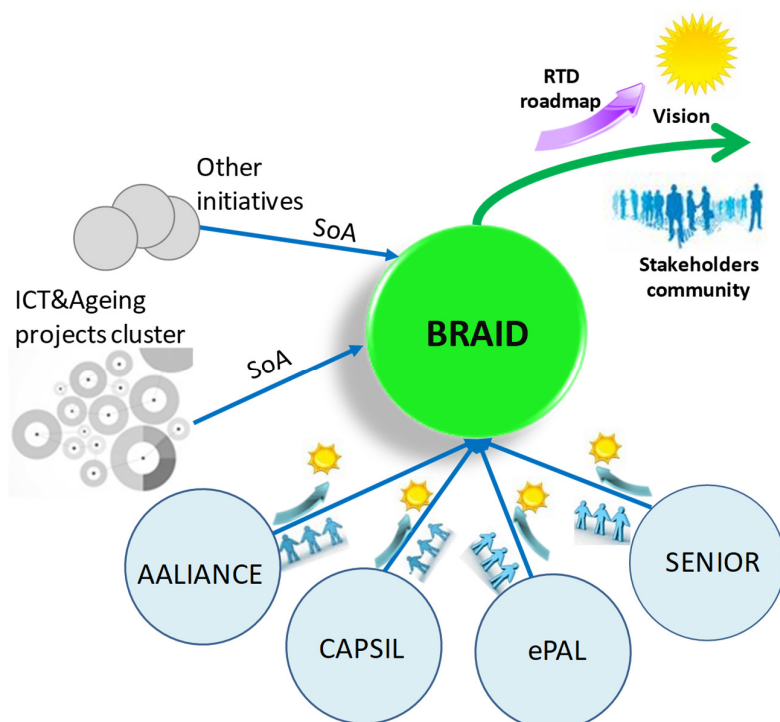 RTD
roadmap
Vision
Other
initiatives
SoA
Stakeholders
community
ICT&Ageing
projects cluster
SoA
BRAID
AALIANCE
CAPSIL
ePAL
SENIOR